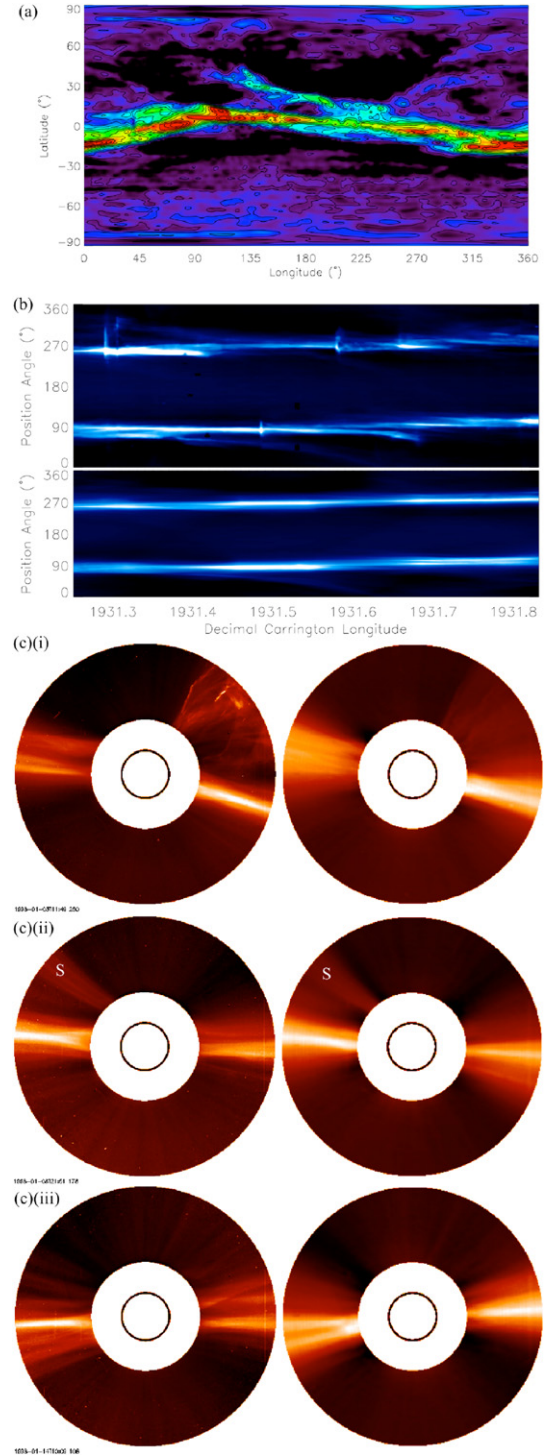 (a)
90
60
30
0
−30
−60
−90
Latitude (°)
0 45 90 135 180 225 270 315 360
Longitude (°)
(b)
360
270
180
90
0
Position Angle (°)
360
270
180
90
0
Position Angle (°)
1931.3 1931.4 1931.5 1931.6 1931.7 1931.8
Decimal Carrington Longitude
(c)(i)
(c)(ii)
S S
(c)(iii)